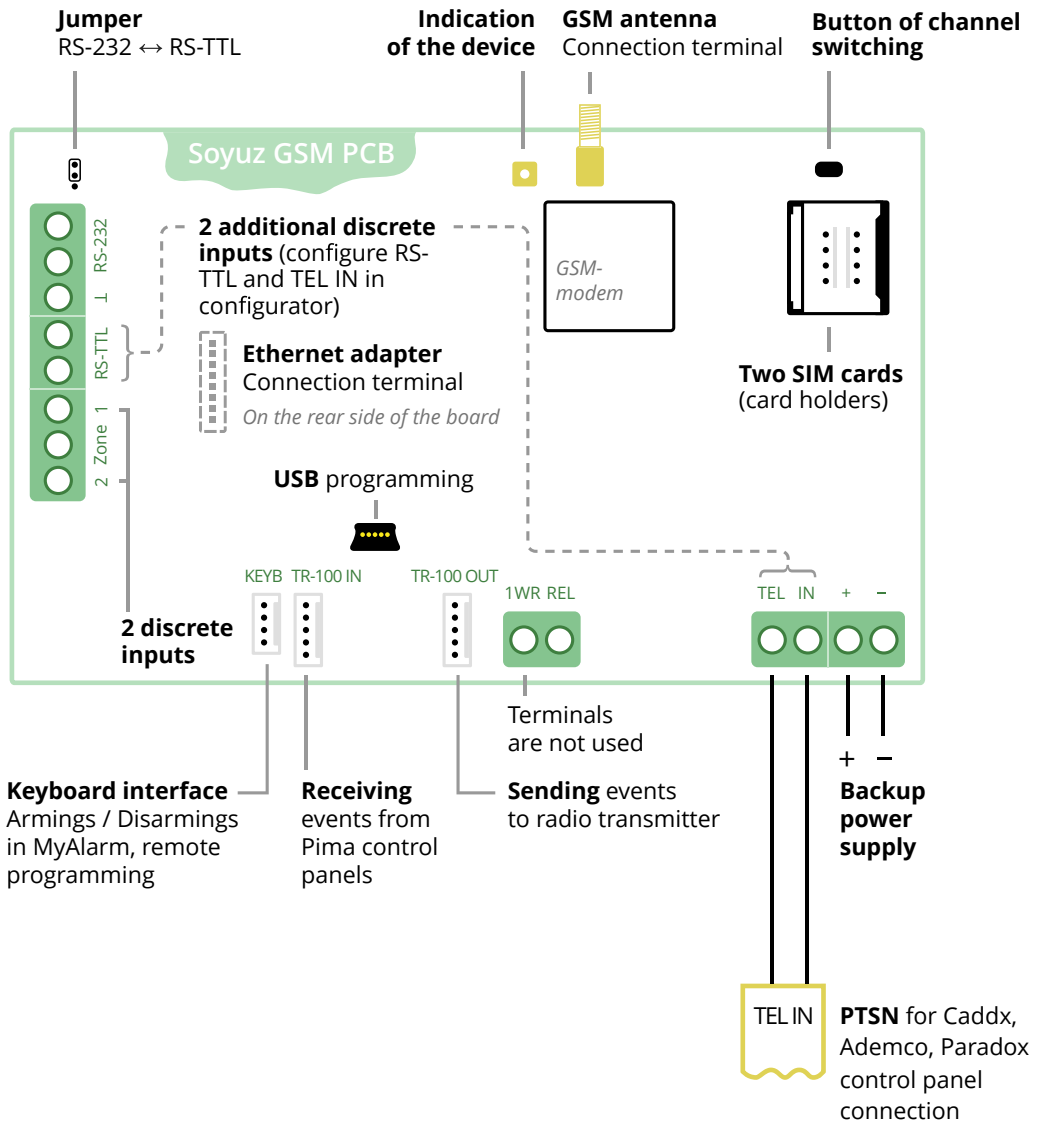 Jumper
RS-232 ↔ RS-TTL
Indication
of the device
GSM antenna
Connection terminal
Button of channel
switching
Soyuz GSM PCB
RS-232
⊥
RS-TTL
2 Zone 1
2 additional discrete
inputs (configure RS-
TTL and TEL IN in
configurator)
GSM-
modem
Ethernet adapter
Connection terminal
On the rear side of the board
Two SIM cards
(card holders)
USB programming
KEYB TR-100 IN
TR-100 OUT
1WR REL
TEL IN + −
2 discrete
inputs
Terminals
are not used
+ −
Keyboard interface
Armings / Disarmings
in MyAlarm, remote
programming
Receiving
events from
Pima control
panels
Sending events
to radio transmitter
Backup
power
supply
TEL IN
PTSN for Caddx,
Ademco, Paradox
control panel
connection